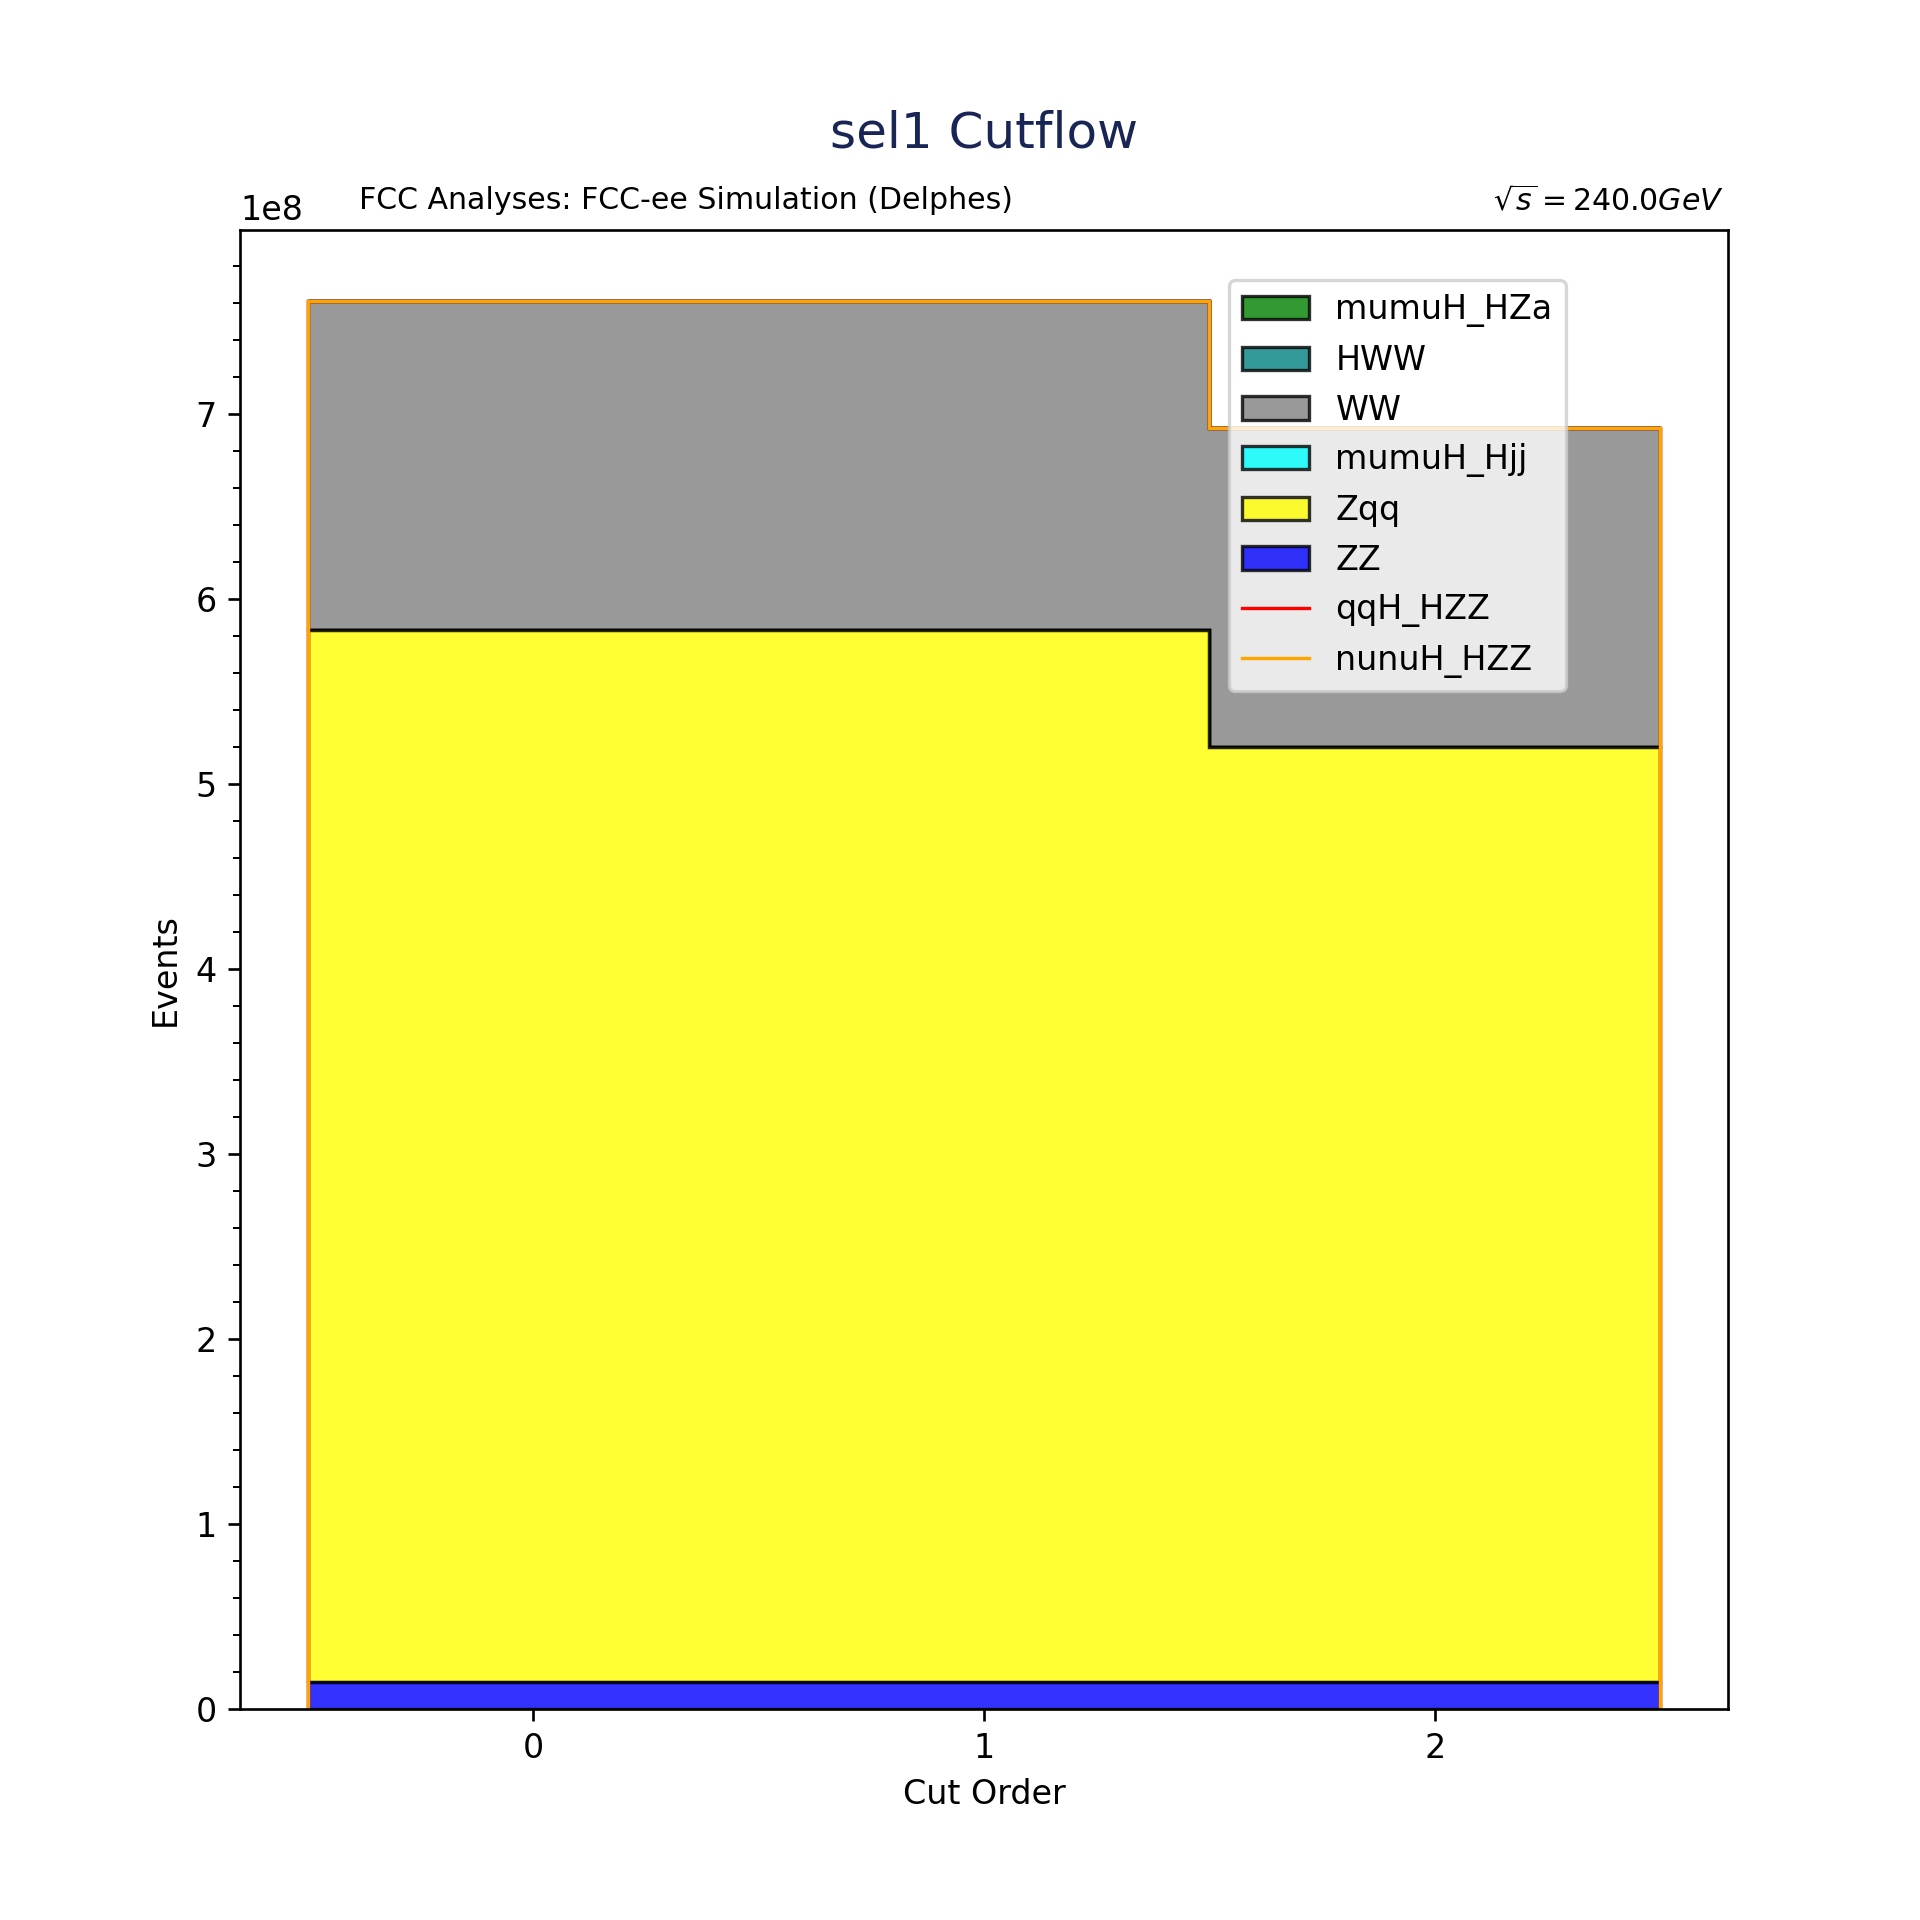 sel1 Cutflow
1e8 FCC Analyses: FCC-ee Simulation (Delphes) √s = 240.0GeV
mumuH_HZa
HWW
WW
mumuH_Hjj
Zqq
ZZ
qqH_HZZ
nunuH_HZZ
7
6
5
4
3
2
1
0
Events
0 1 2
Cut Order